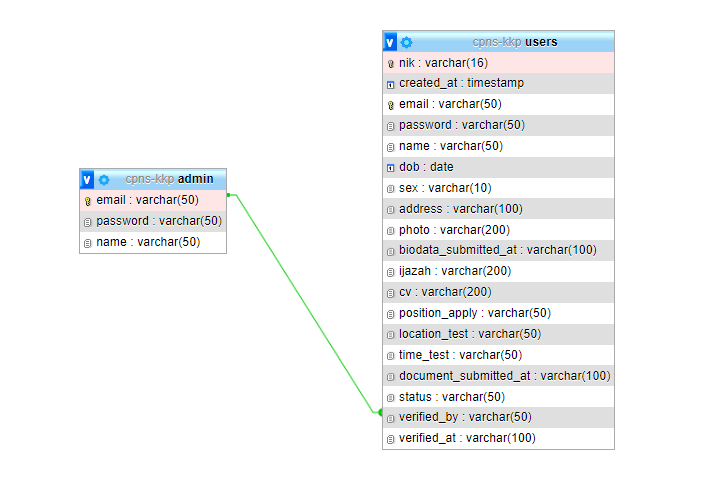 v cpns-kkp admin
email : varchar(50)
password : varchar(50)
name : varchar(50)
v cpns-kkp users
nik : varchar(16)
created_at : timestamp
email : varchar(50)
password : varchar(50)
name : varchar(50)
dob : date
sex : varchar(10)
address : varchar(100)
photo : varchar(200)
biodata_submitted_at : varchar(100)
ijazah : varchar(200)
cv : varchar(200)
position_apply : varchar(50)
location_test : varchar(50)
time_test : varchar(50)
document_submitted_at : varchar(100)
status : varchar(50)
verified_by : varchar(50)
verified_at : varchar(100)